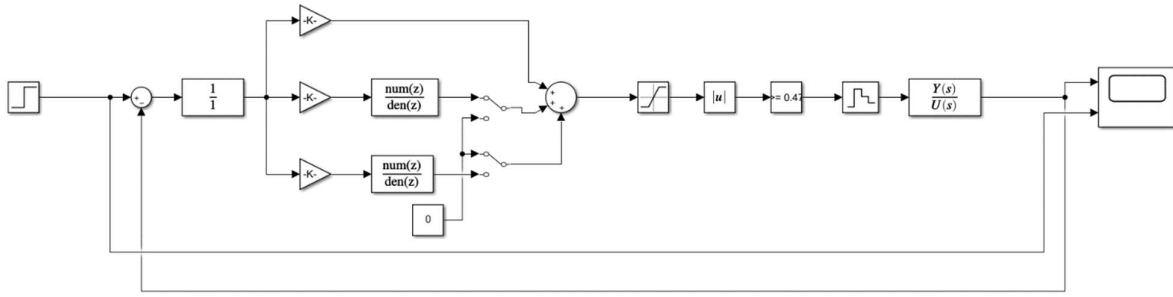 -K-
+
+
+
−
1
1
-K-
num(z)
den(z)
|u|
>= 0.47
Y(s)
U(s)
-K-
num(z)
den(z)
0